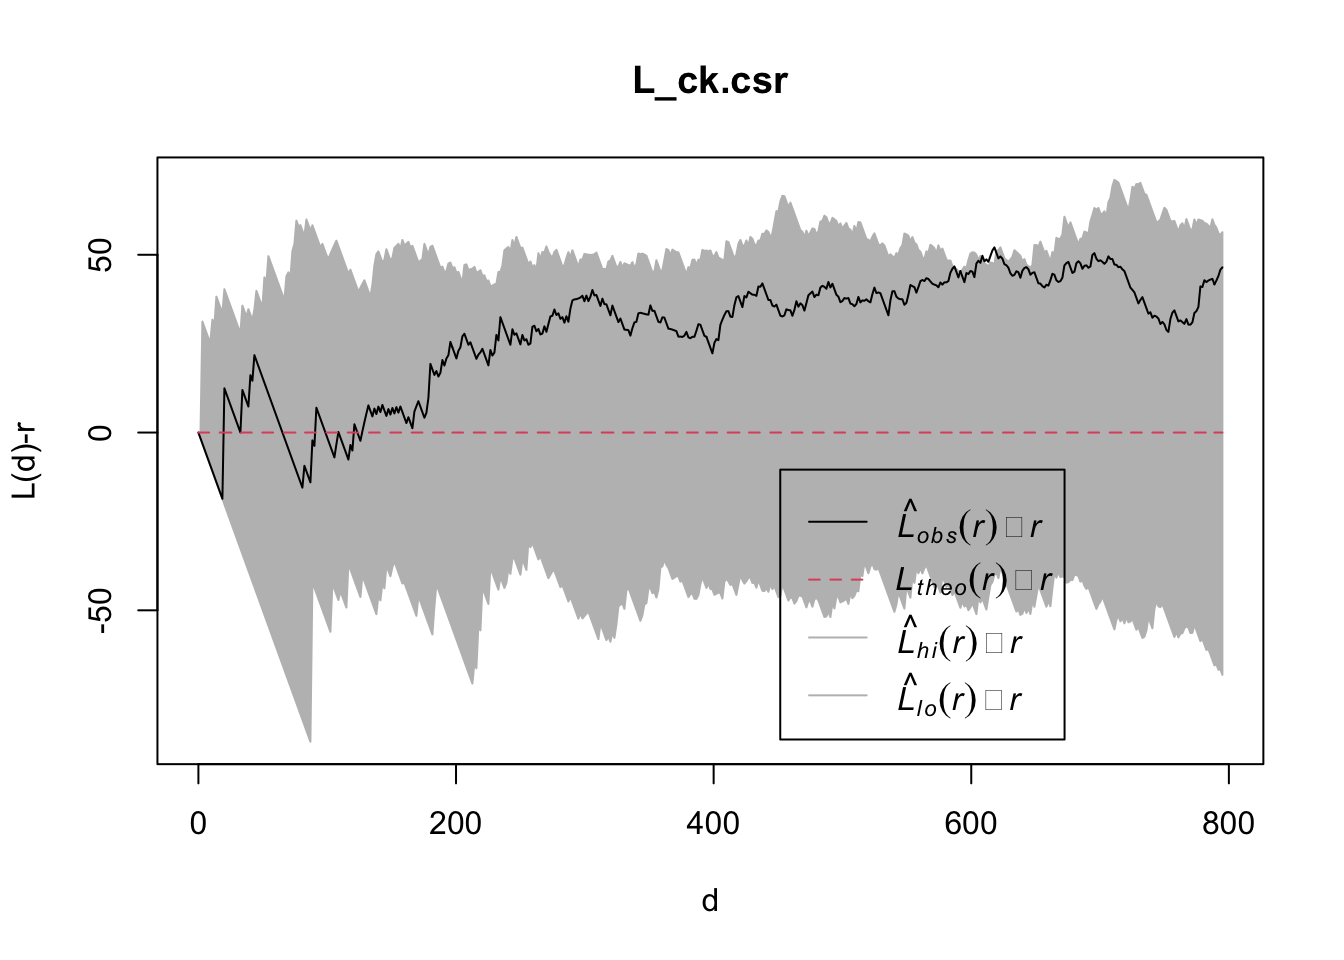 L_ck.csr
L(d)-r
50
0
-50
L̂obs(r) □ r
Ltheo(r) □ r
L̂hi(r) □ r
L̂lo(r) □ r
0 200 400 600 800
d